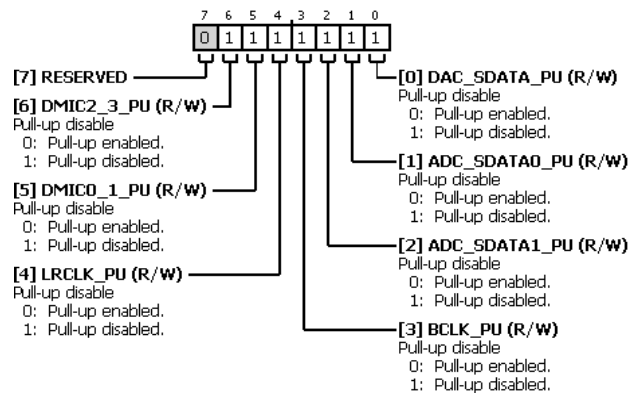 7 6 5 4 3 2 1 0
0 1 1 1 1 1 1 1
[7] RESERVED
[6] DMIC2_3_PU (R/W)
Pull-up disable
0: Pull-up enabled.
1: Pull-up disabled.
[5] DMIC0_1_PU (R/W)
Pull-up disable
0: Pull-up enabled.
1: Pull-up disabled.
[4] LRCLK_PU (R/W)
Pull-up disable
0: Pull-up enabled.
1: Pull-up disabled.
[0] DAC_SDATA_PU (R/W)
Pull-up disable
0: Pull-up enabled.
1: Pull-up disabled.
[1] ADC_SDATA0_PU (R/W)
Pull-up disable
0: Pull-up enabled.
1: Pull-up disabled.
[2] ADC_SDATA1_PU (R/W)
Pull-up disable
0: Pull-up enabled.
1: Pull-up disabled.
[3] BCLK_PU (R/W)
Pull-up disable
0: Pull-up enabled.
1: Pull-up disabled.